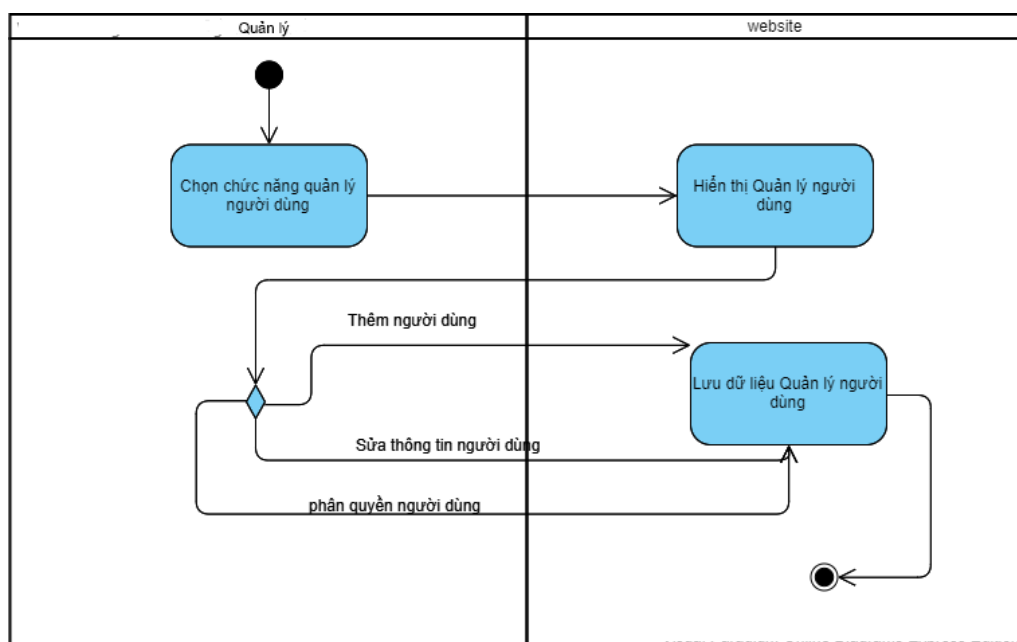 Quản lý
website
Chọn chức năng quản lý
người dùng
Hiển thị Quản lý người
dùng
Thêm người dùng
Lưu dữ liệu Quản lý người
dùng
Sửa thông tin người dùng
phân quyền người dùng